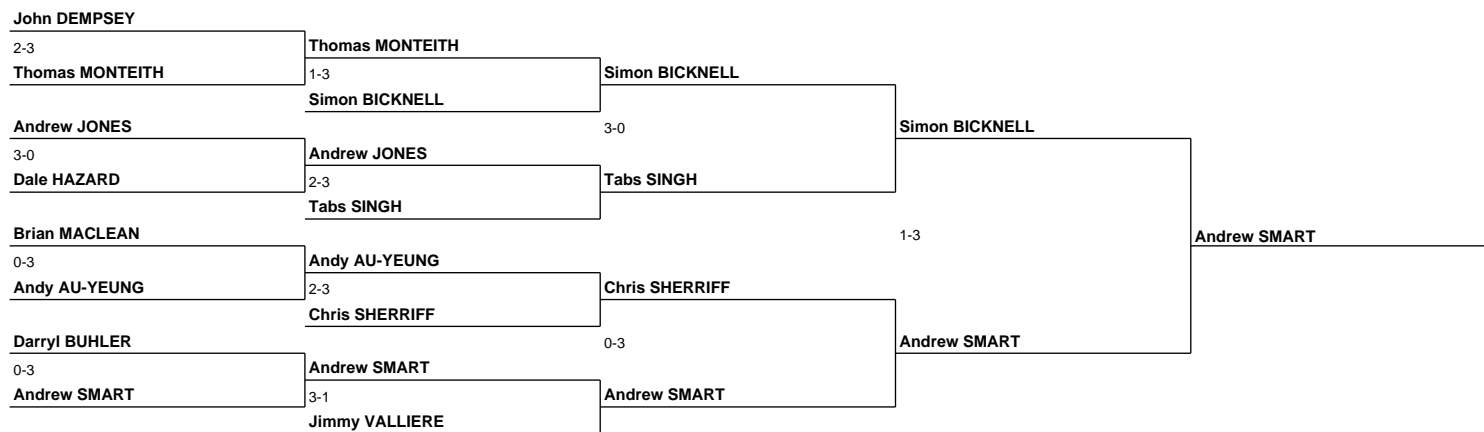 John DEMPSEY
2-3
Thomas MONTEITH
Andrew JONES
3-0
Dale HAZARD
Brian MACLEAN
0-3
Andy AU-YEUNG
Darryl BUHLER
0-3
Andrew SMART
Thomas MONTEITH
1-3
Simon BICKNELL
Andrew JONES
2-3
Tabs SINGH
Andy AU-YEUNG
2-3
Chris SHERRIFF
Andrew SMART
3-1
Jimmy VALLIERE
Simon BICKNELL
3-0
Tabs SINGH
Chris SHERRIFF
0-3
Andrew SMART
Simon BICKNELL
1-3
Andrew SMART
Andrew SMART